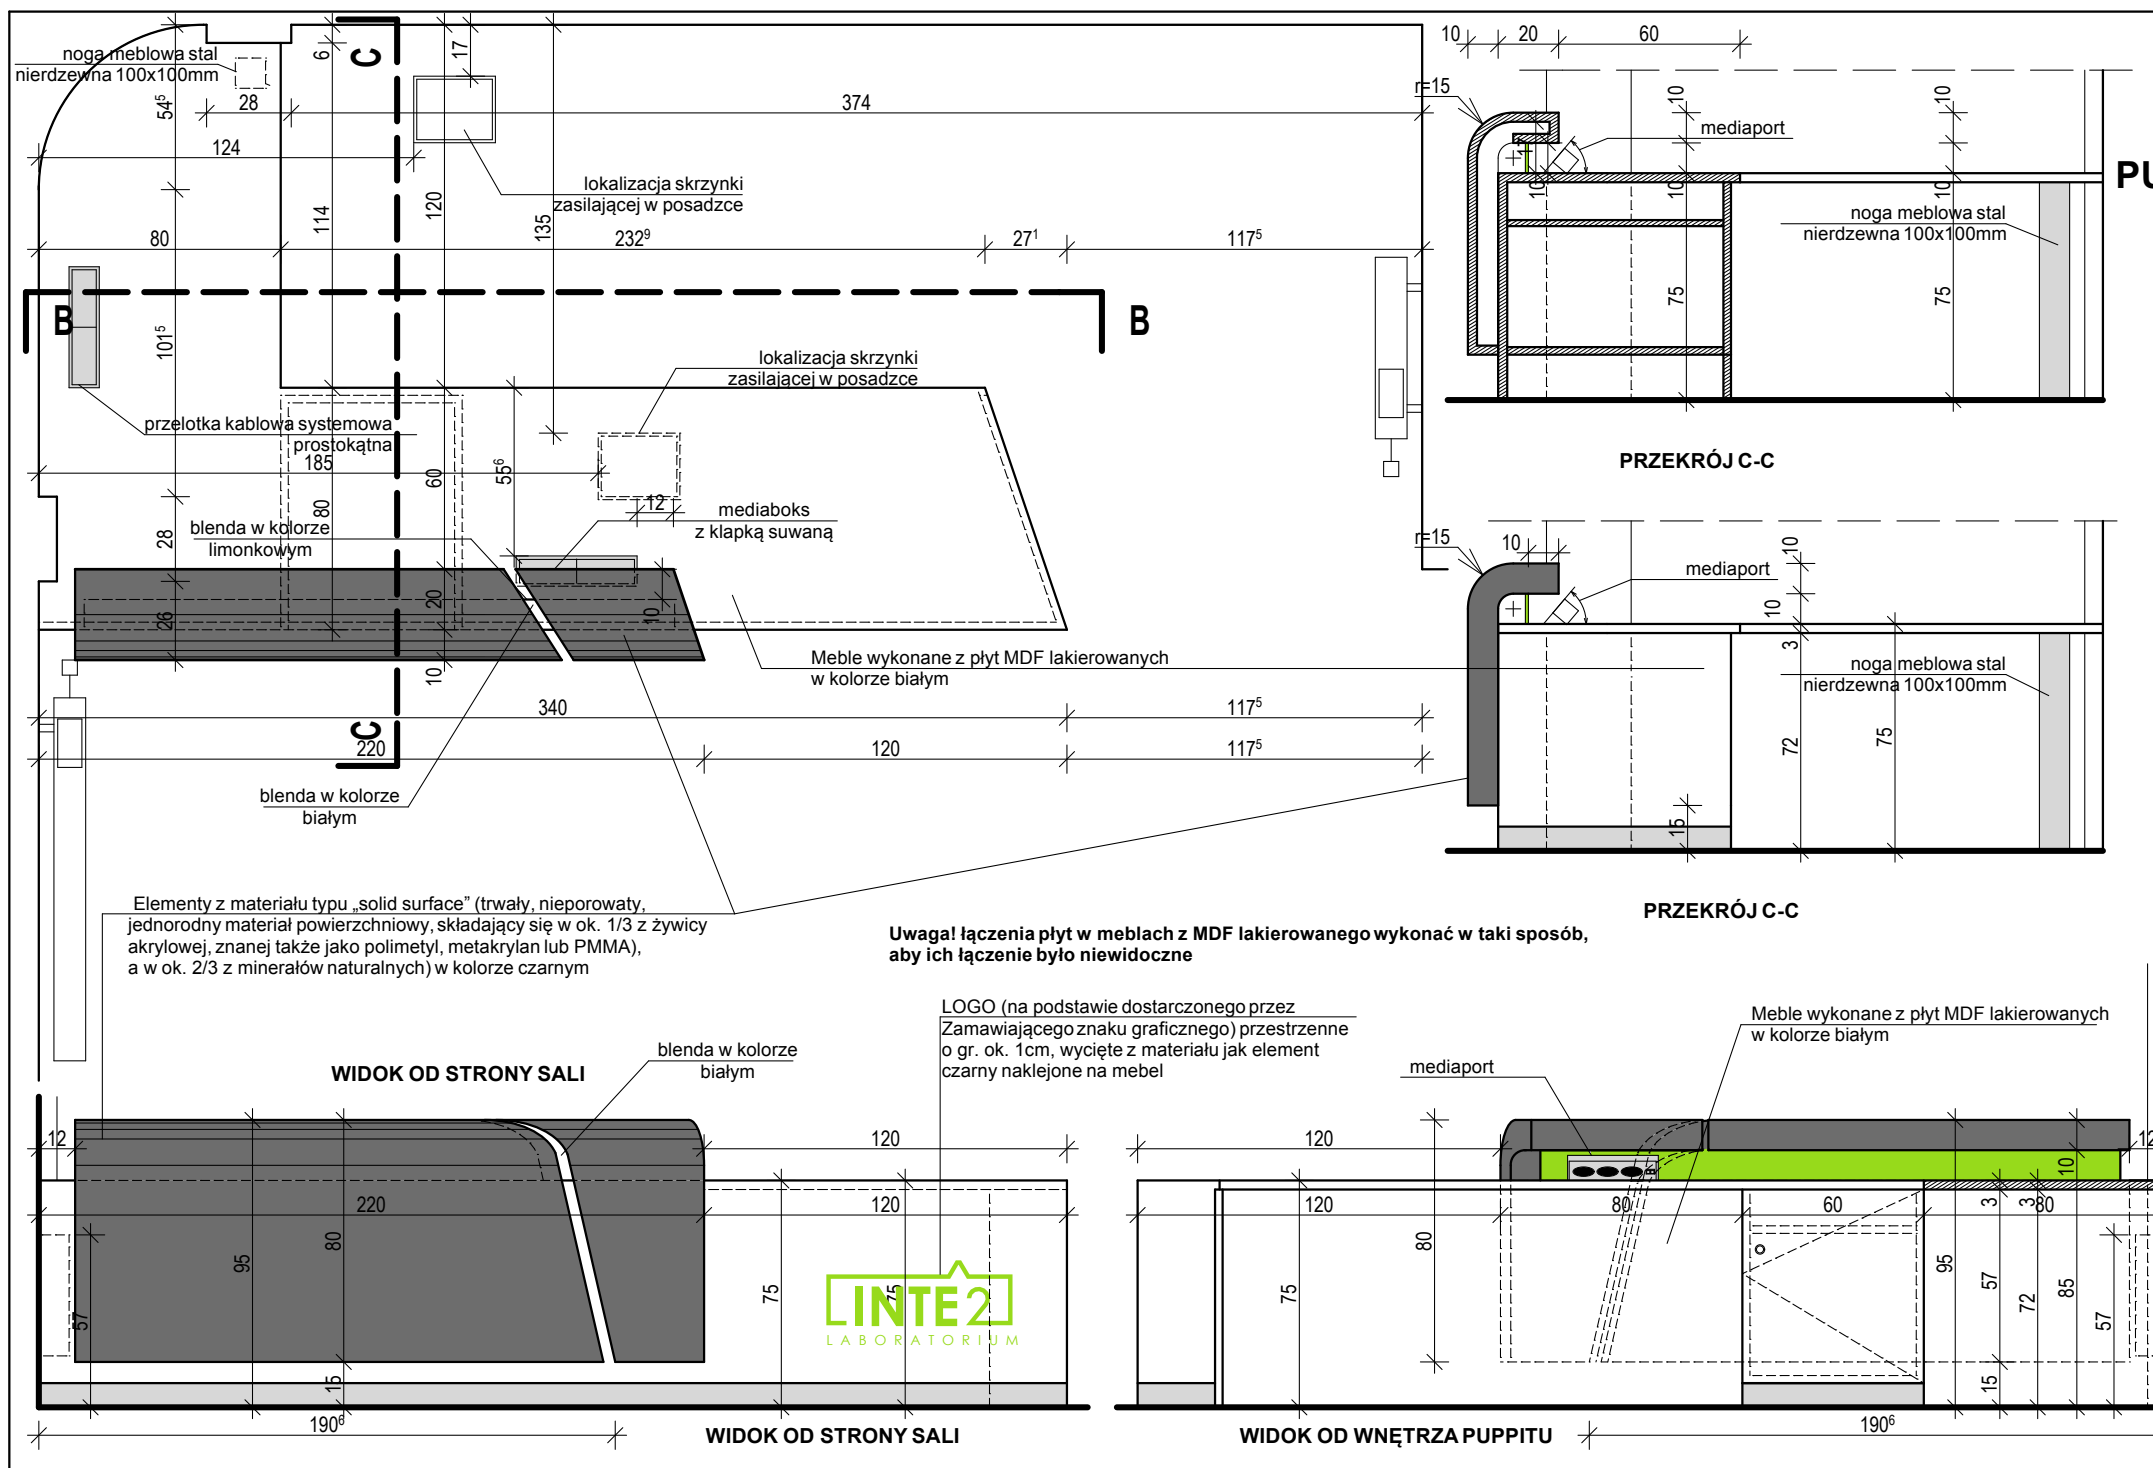 10
20
60
noga meblowa stal
nierdzewna 100x100mm
6
C
17
54⁵
28
374
r=15
10
10
mediaport
124
lokalizacja skrzynki
zasilającej w posadzce
PU
114
120
135
10
10
10
noga meblowa stal
nierdzewna 100x100mm
80
232⁹
27¹
117⁵
B
B
75
75
101⁵
lokalizacja skrzynki
zasilającej w posadzce
przelotka kablowa systemowa
prostokątna
185
60
55⁶
PRZEKRÓJ C-C
80
12
mediaboks
z klapką suwaną
blenda w kolorze
limonkowym
28
r=15
10
10
mediaport
26
20
10
10
3
Meble wykonane z płyt MDF lakierowanych
w kolorze białym
noga meblowa stal
nierdzewna 100x100mm
10
340
117⁵
C
220
120
117⁵
72
75
blenda w kolorze
białym
15
Elementy z materiału typu „solid surface” (trwały, nieporowaty,
jednorodny materiał powierzchniowy, składający się w ok. 1/3 z żywicy
akrylowej, znanej także jako polimetyl, metakrylan lub PMMA),
a w ok. 2/3 z minerałów naturalnych) w kolorze czarnym
PRZEKRÓJ C-C
Uwaga! łączenia płyt w meblach z MDF lakierowanego wykonać w taki sposób,
aby ich łączenie było niewidoczne
LOGO (na podstawie dostarczonego przez
Zamawiającego znaku graficznego) przestrzenne
o gr. ok. 1cm, wycięte z materiału jak element
czarny naklejone na mebel
Meble wykonane z płyt MDF lakierowanych
w kolorze białym
blenda w kolorze
białym
WIDOK OD STRONY SALI
mediaport
12
120
120
12
10
220
120
120
80
60
3
3
80
95
80
57
75
75
75
80
95
57
72
85
57
INTE2
LABORATORIUM
15
15
190⁶
WIDOK OD STRONY SALI
WIDOK OD WNĘTRZA PUPPITU
190⁶